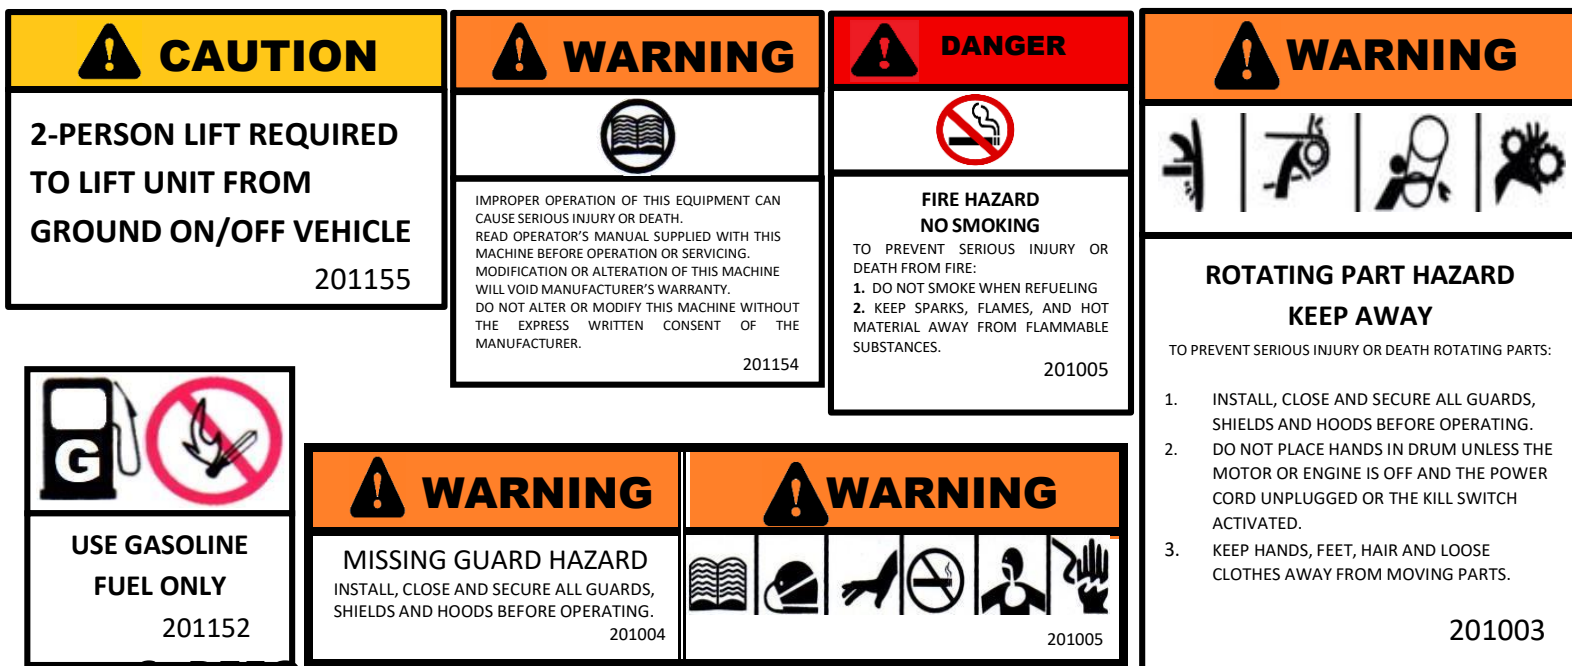 CAUTION
2-PERSON LIFT REQUIRED
TO LIFT UNIT FROM
GROUND ON/OFF VEHICLE
201155
WARNING
IMPROPER OPERATION OF THIS EQUIPMENT CAN
CAUSE SERIOUS INJURY OR DEATH.
READ OPERATOR'S MANUAL SUPPLIED WITH THIS
MACHINE BEFORE OPERATION OR SERVICING.
MODIFICATION OR ALTERATION OF THIS MACHINE
WILL VOID MANUFACTURER'S WARRANTY.
DO NOT ALTER OR MODIFY THIS MACHINE WITHOUT
THE EXPRESS WRITTEN CONSENT OF THE
MANUFACTURER.
201154
DANGER
FIRE HAZARD
NO SMOKING
TO PREVENT SERIOUS INJURY OR
DEATH FROM FIRE:
1. DO NOT SMOKE WHEN REFUELING
2. KEEP SPARKS, FLAMES, AND HOT
MATERIAL AWAY FROM FLAMMABLE
SUBSTANCES.
201005
WARNING
ROTATING PART HAZARD
KEEP AWAY
TO PREVENT SERIOUS INJURY OR DEATH ROTATING PARTS:
1. INSTALL, CLOSE AND SECURE ALL GUARDS,
SHIELDS AND HOODS BEFORE OPERATING.
2. DO NOT PLACE HANDS IN DRUM UNLESS THE
MOTOR OR ENGINE IS OFF AND THE POWER
CORD UNPLUGGED OR THE KILL SWITCH
ACTIVATED.
3. KEEP HANDS, FEET, HAIR AND LOOSE
CLOTHES AWAY FROM MOVING PARTS.
201003
G
USE GASOLINE
FUEL ONLY
201152
WARNING
MISSING GUARD HAZARD
INSTALL, CLOSE AND SECURE ALL GUARDS,
SHIELDS AND HOODS BEFORE OPERATING.
201004
WARNING
201005